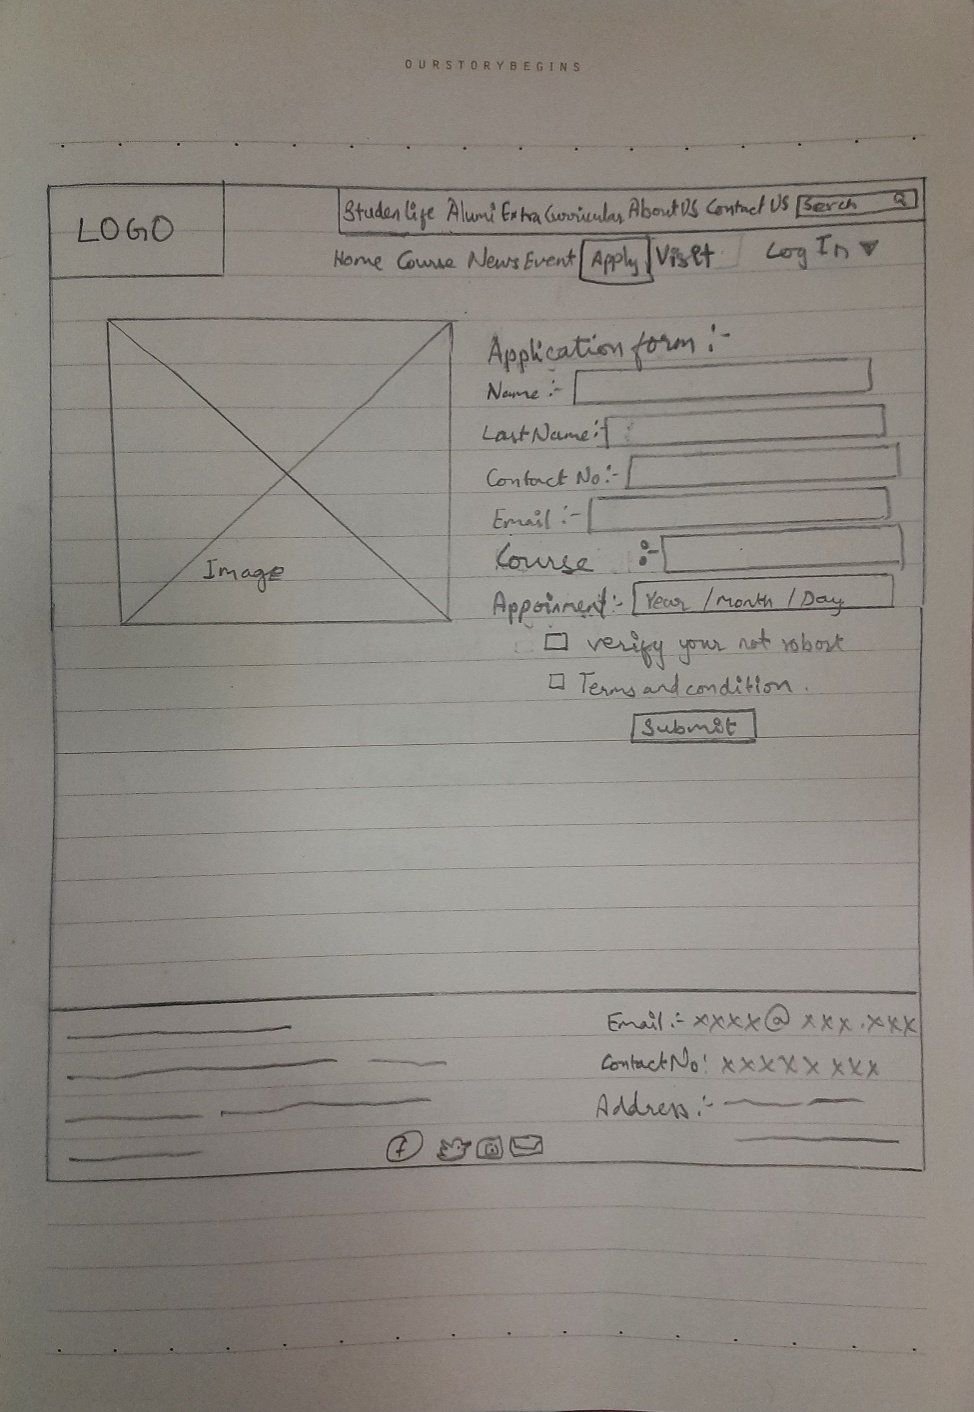 OURSTORYBEGINS
LOGO
Studen Life Alumi Extra Curricular About US Contact US Serch
Home Course News Event Apply Visit Log In
Application form :-
Name :-
Last Name :-
Contact No :-
Email :-
Course :-
Image
Appoinment :- Year / Month / Day
verify your not robost
Terms and condition .
Submit
Email :- xxxx@ xxx .xxx
Contact No: xxxxx xxx
Address :-